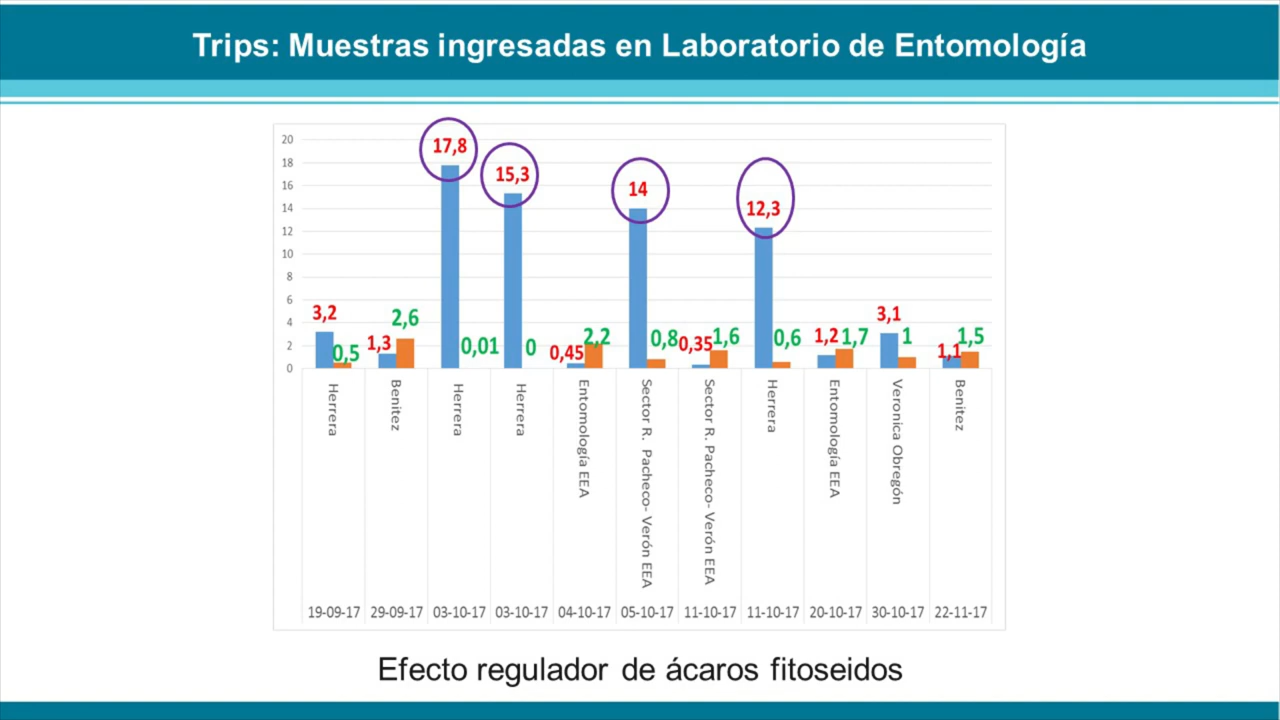 Trips: Muestras ingresadas en Laboratorio de Entomología
20
18
16
14
12
10
8
6
4
2
0
3,2
0,5
1,3
2,6
17,8
0,01
15,3
0
0,45
2,2
14
0,8
0,35
1,6
12,3
0,6
1,2
1,7
3,1
1
1,1
1,5
Herrera
Benitez
Herrera
Herrera
Entomología EEA
Sector R. Pacheco- Verón EEA
Sector R. Pacheco- Verón EEA
Herrera
Entomología EEA
Veronica Obregón
Benitez
19-09-17 29-09-17 03-10-17 03-10-17 04-10-17 05-10-17 11-10-17 11-10-17 20-10-17 30-10-17 22-11-17
Efecto regulador de ácaros fitoseidos